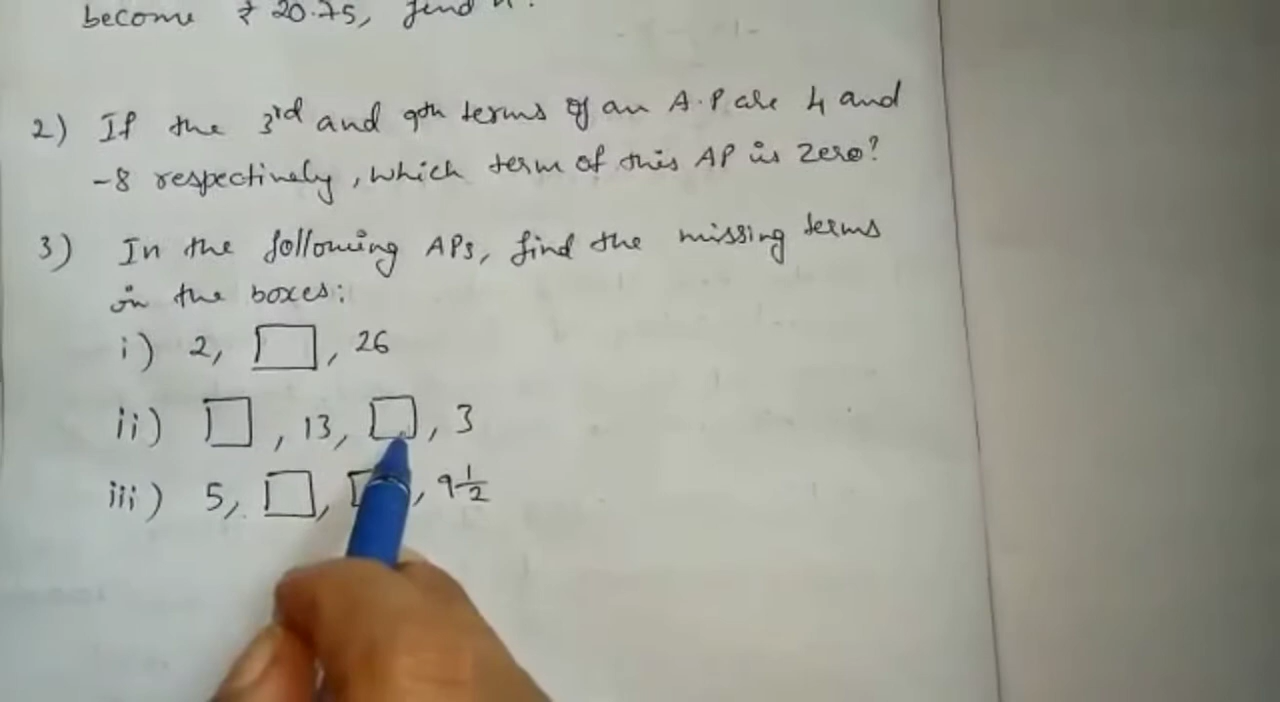 become ₹ 20.75, find n.
2) If the 3rd and 9th terms of an A.P are 4 and
-8 respectively, which term of this AP is zero?
3) In the following APs, find the missing terms
in the boxes:
i) 2, □, 26
ii) □, 13, □, 3
iii) 5, □, □, 9 1/2